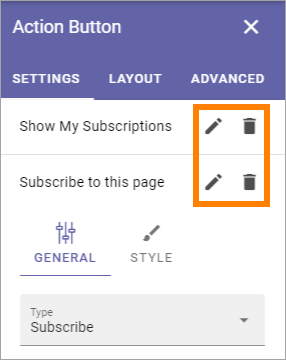 Action Button
SETTINGS LAYOUT ADVANCED
Show My Subscriptions
Subscribe to this page
GENERAL STYLE
Type
Subscribe